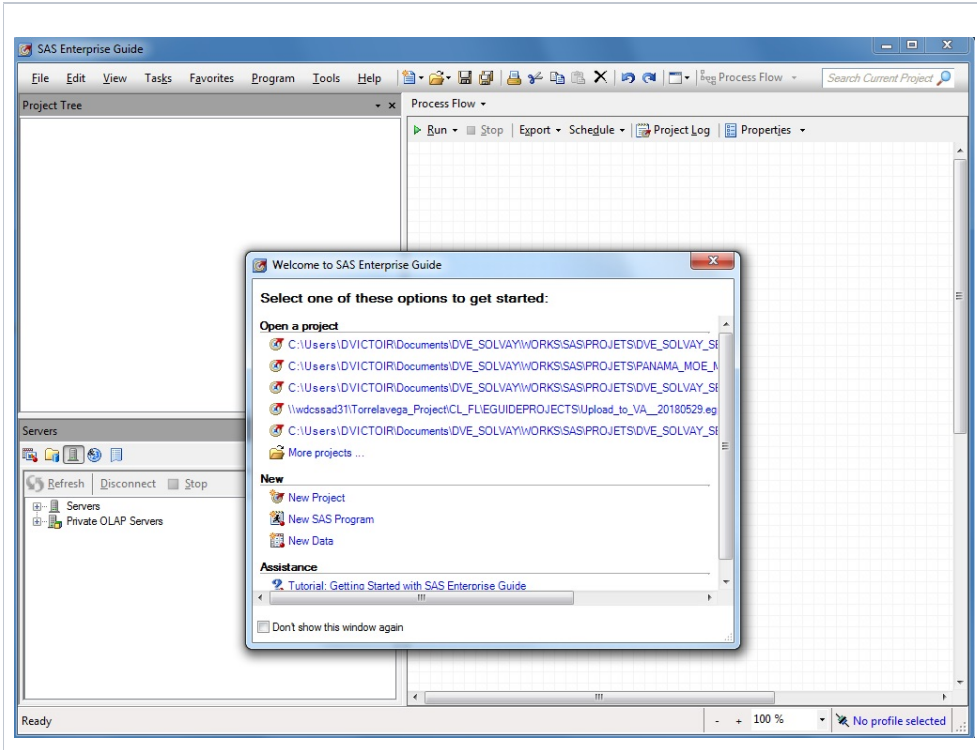 SAS Enterprise Guide
File Edit View Tasks Favorites Program Tools Help Process Flow Search Current Project
Project Tree
Process Flow
Run Stop Export Schedule Project Log Properties
Welcome to SAS Enterprise Guide
Select one of these options to get started:
Open a project
C:\Users\DVICTOIR\Documents\DVE_SOLVAY\WORKS\SAS\PROJETS\DVE_SOLVAY_SE
C:\Users\DVICTOIR\Documents\DVE_SOLVAY\WORKS\SAS\PROJETS\PANAMA_MOE_M
C:\Users\DVICTOIR\Documents\DVE_SOLVAY\WORKS\SAS\PROJETS\DVE_SOLVAY_SE
\\wdcssad31\Torrelavega_Project\CL_FL\EGUIDEPROJECTS\Upload_to_VA__20180529.eg
C:\Users\DVICTOIR\Documents\DVE_SOLVAY\WORKS\SAS\PROJETS\DVE_SOLVAY_SE
More projects ...
New
New Project
New SAS Program
New Data
Assistance
Tutorial: Getting Started with SAS Enterprise Guide
Don't show this window again
Servers
Refresh Disconnect Stop
Servers
Private OLAP Servers
Ready
- + 100 % No profile selected